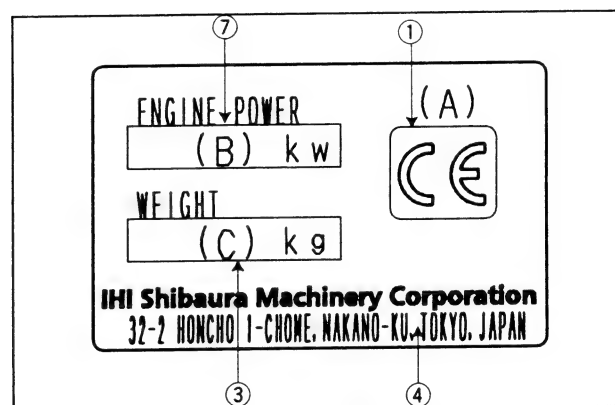 ⑦ ①
ENGINE POWER (A)
(B) kw CE
WEIGHT
(C) kg
IHI Shibaura Machinery Corporation
32-2 HONCHO 1-CHOME, NAKANO-KU, TOKYO, JAPAN
③ ④